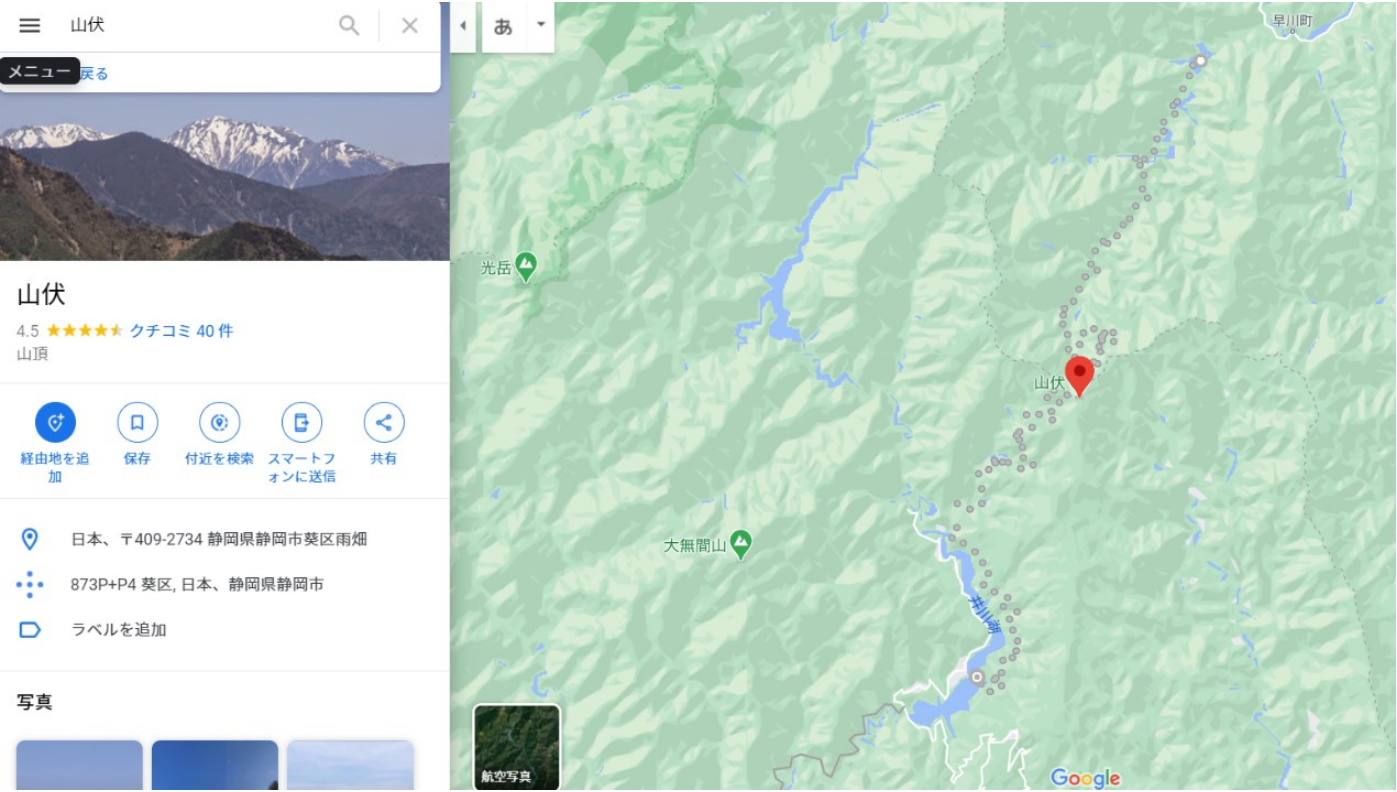 山伏
メニュー 戻る
山伏
4.5 クチコミ 40 件
山頂
経由地を追加
保存
付近を検索
スマートフォンに送信
共有
日本、〒409-2734 静岡県静岡市葵区雨畑
873P+P4 葵区, 日本、静岡県静岡市
ラベルを追加
写真
あ
早川町
光岳
山伏
大無間山
井川湖
航空写真
Google